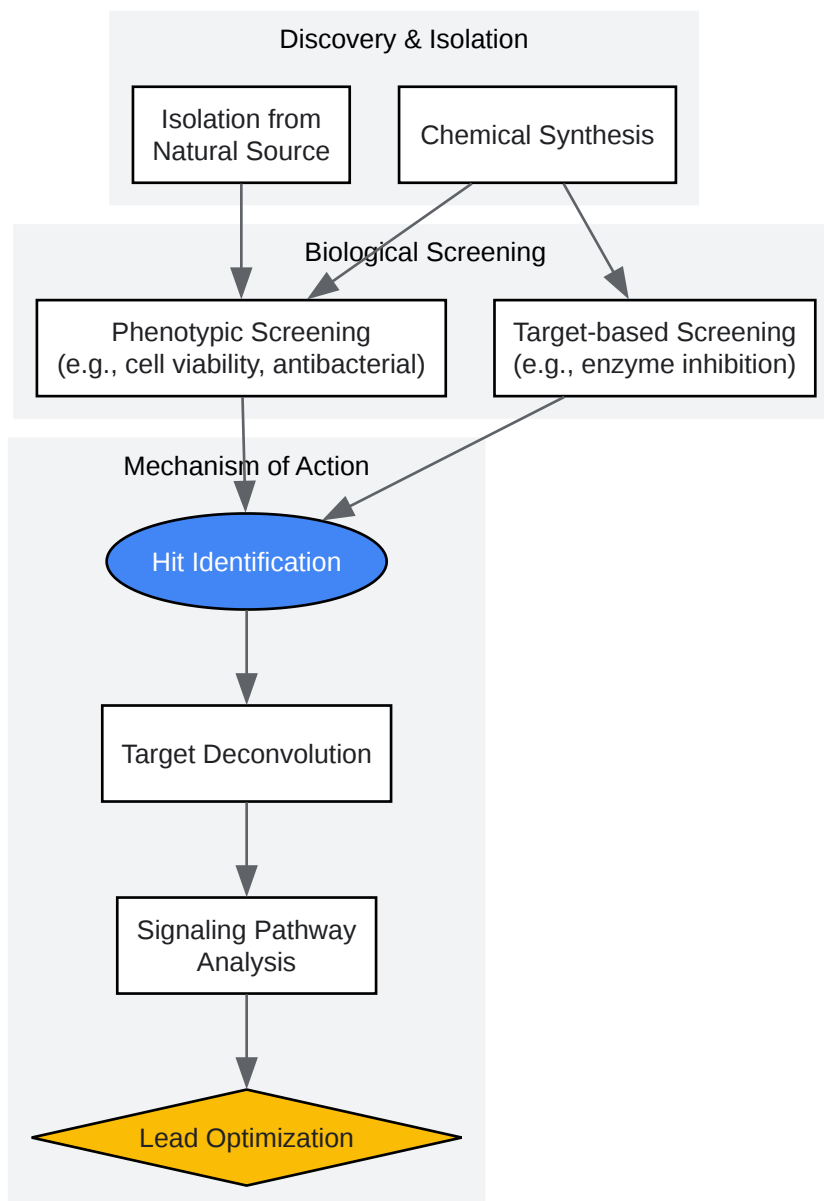 Discovery & Isolation
Isolation from
Natural Source
Chemical Synthesis
Biological Screening
Phenotypic Screening
(e.g., cell viability, antibacterial)
Target-based Screening
(e.g., enzyme inhibition)
Mechanism of Action
Hit Identification
Target Deconvolution
Signaling Pathway
Analysis
Lead Optimization